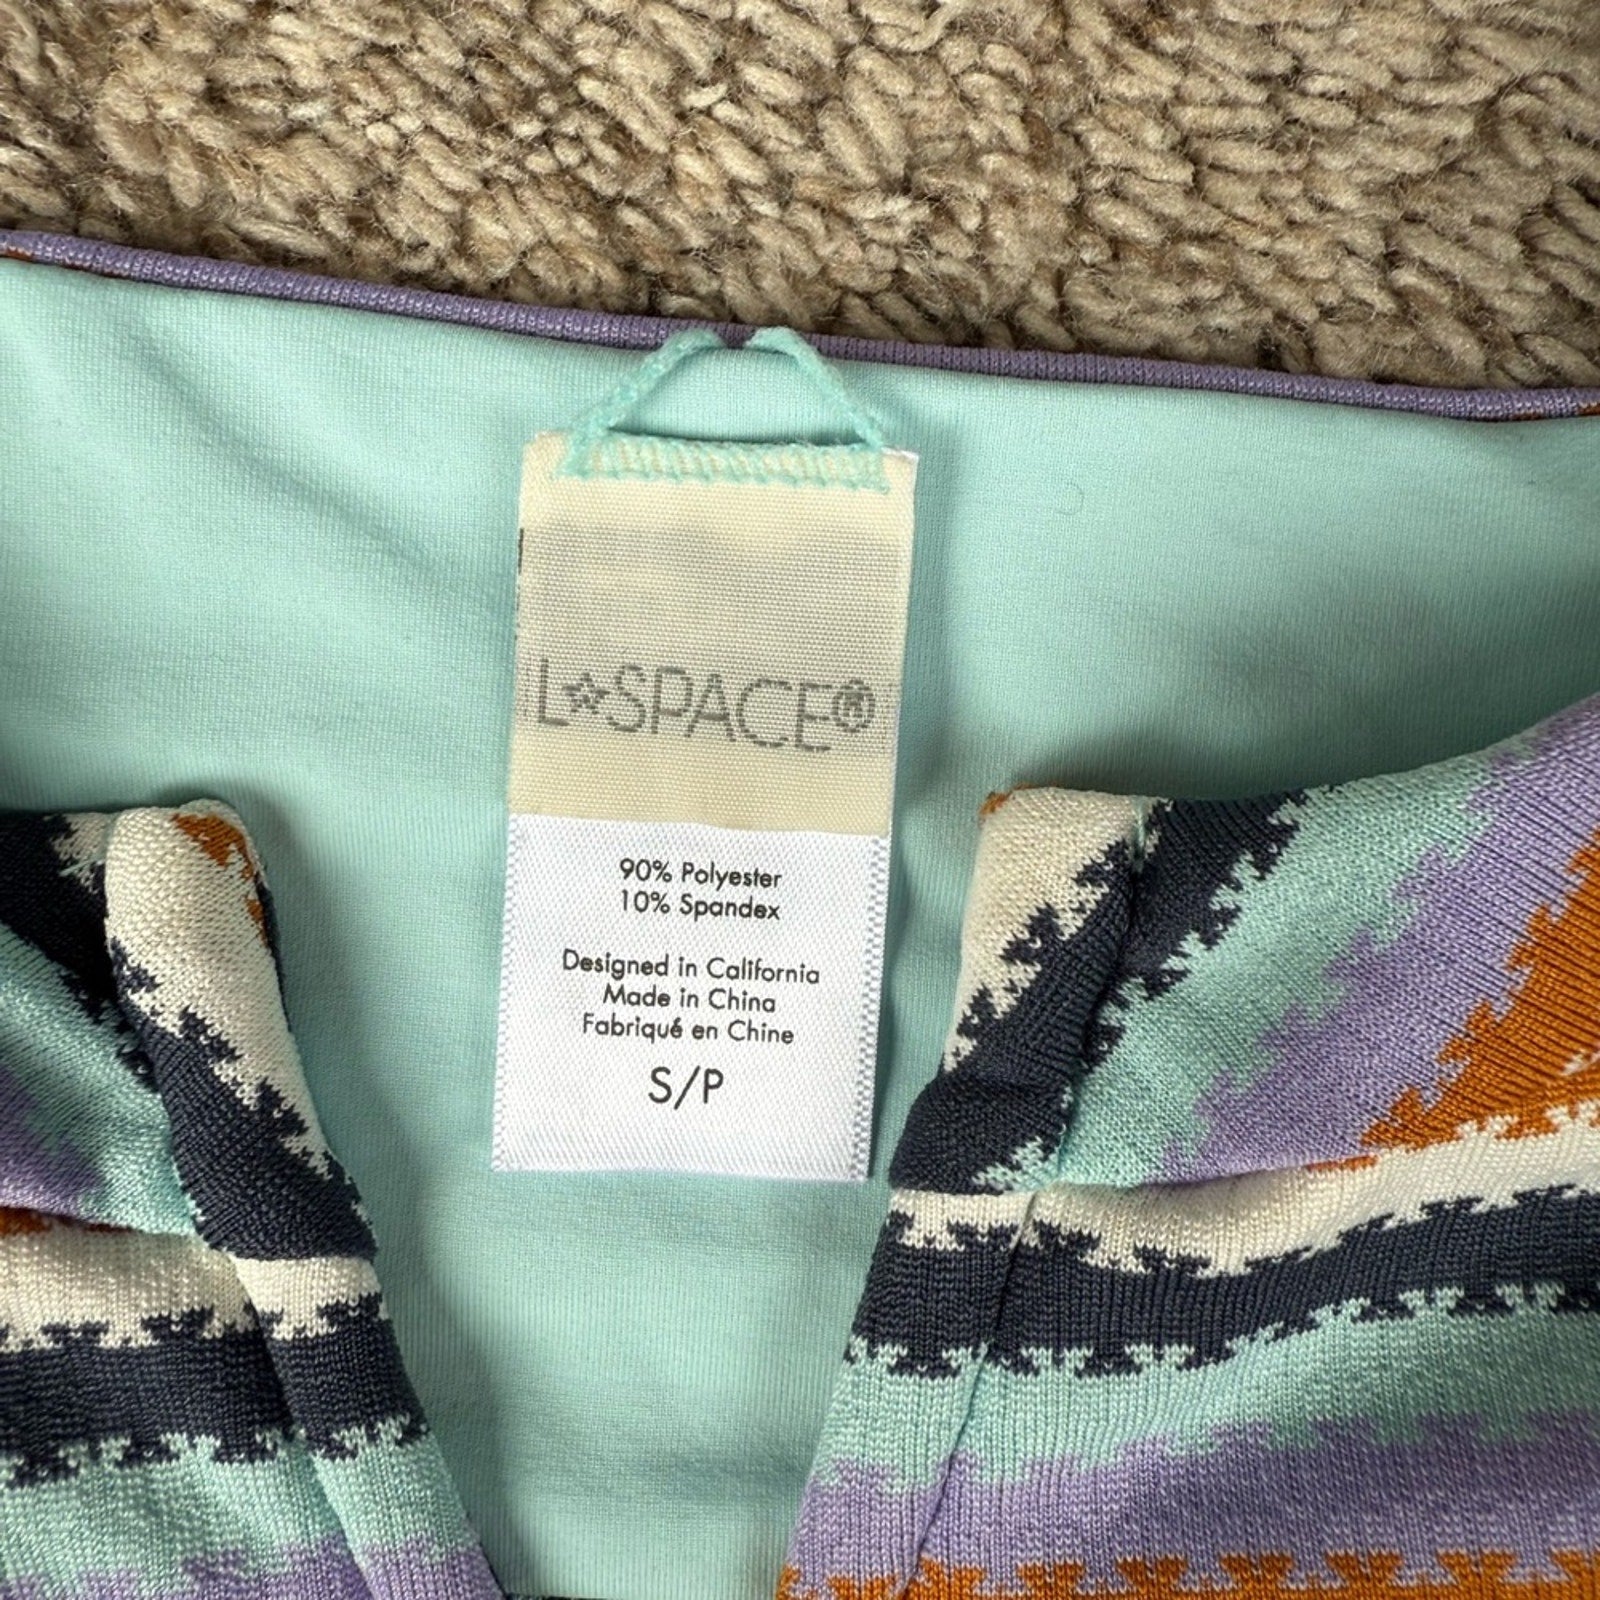 L☆SPACE®
90% Polyester
10% Spandex
Designed in California
Made in China
Fabriqué en Chine
S/P